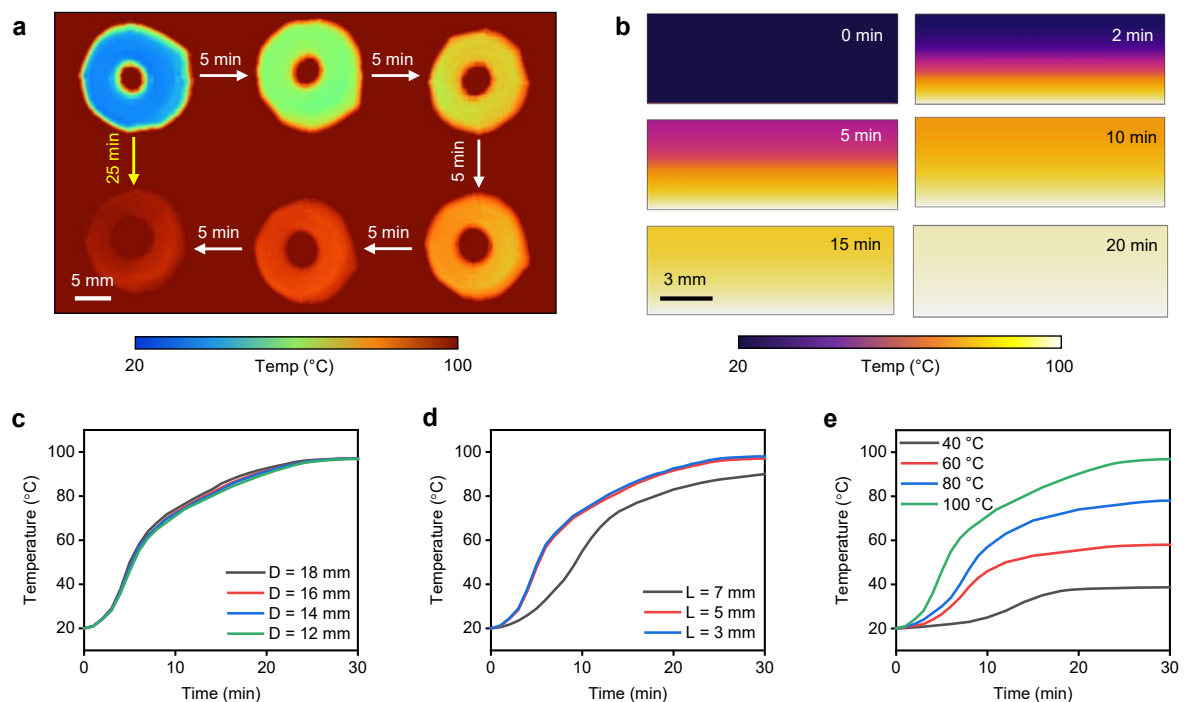 a
5 min
5 min
25 min
5 min
5 min
5 min
5 mm
20
Temp (°C)
100
b
0 min
2 min
5 min
10 min
15 min
20 min
3 mm
20
Temp (°C)
100
c
Temperature (°C)
100
80
60
40
20
D = 18 mm
D = 16 mm
D = 14 mm
D = 12 mm
0
10
20
30
Time (min)
d
Temperature (°C)
100
80
60
40
20
L = 7 mm
L = 5 mm
L = 3 mm
0
10
20
30
Time (min)
e
Temperature (°C)
100
80
60
40
20
40 °C
60 °C
80 °C
100 °C
0
10
20
30
Time (min)